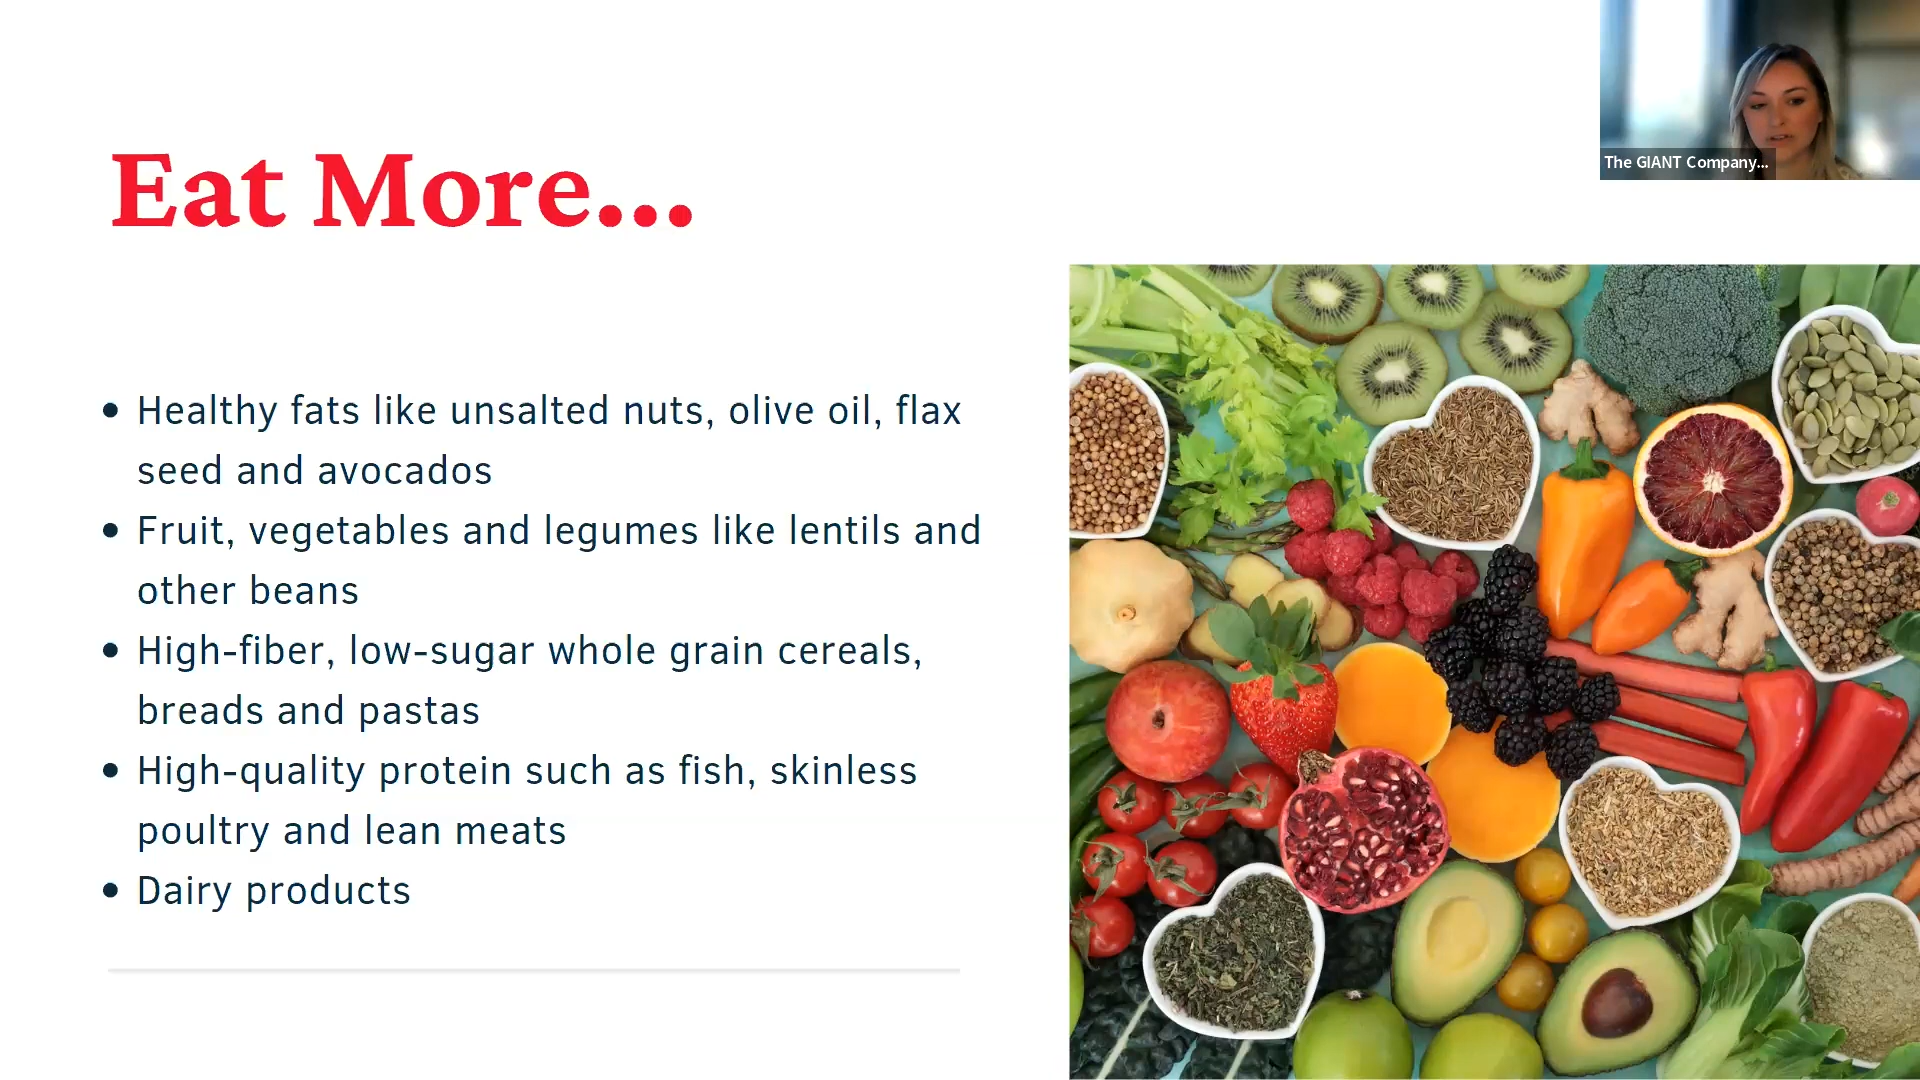 The GIANT Company...
Eat More...
• Healthy fats like unsalted nuts, olive oil, flax
seed and avocados
• Fruit, vegetables and legumes like lentils and
other beans
• High-fiber, low-sugar whole grain cereals,
breads and pastas
• High-quality protein such as fish, skinless
poultry and lean meats
• Dairy products